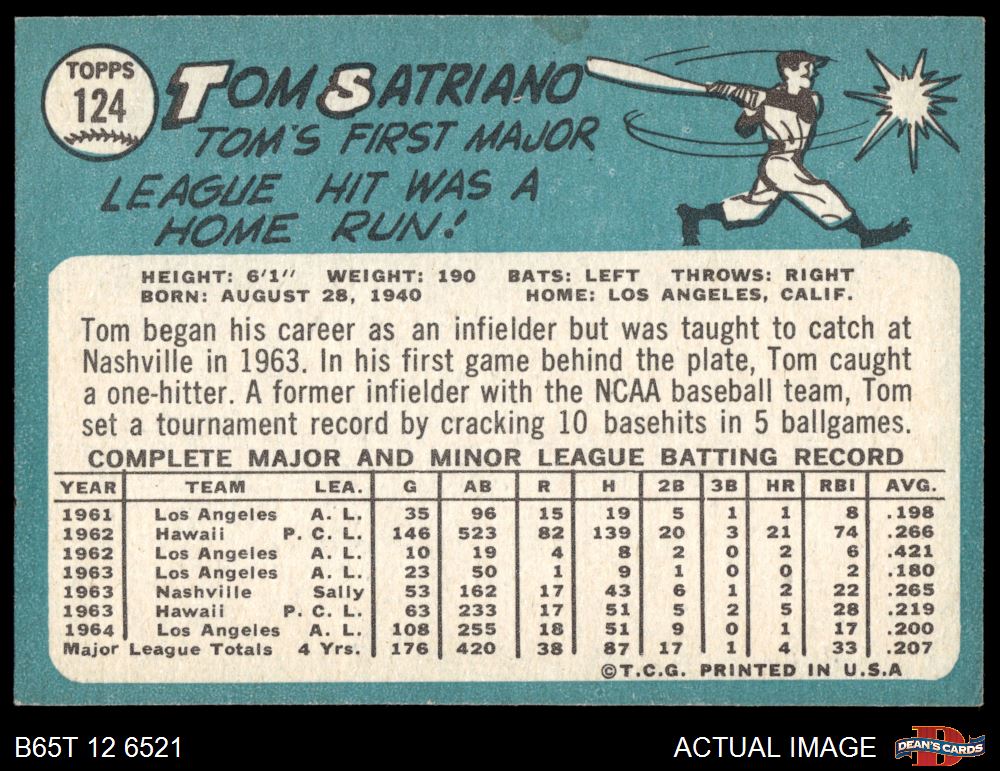 TOPPS
124
TOM SATRIANO
TOM'S FIRST MAJOR
LEAGUE HIT WAS A
HOME RUN!
HEIGHT: 6'1" WEIGHT: 190 BATS: LEFT THROWS: RIGHT
BORN: AUGUST 28, 1940 HOME: LOS ANGELES, CALIF.
Tom began his career as an infielder but was taught to catch at
Nashville in 1963. In his first game behind the plate, Tom caught
a one-hitter. A former infielder with the NCAA baseball team, Tom
set a tournament record by cracking 10 basehits in 5 ballgames.
COMPLETE MAJOR AND MINOR LEAGUE BATTING RECORD
YEAR TEAM LEA. G AB R H 2B 3B HR RBI AVG.
1961 Los Angeles A. L. 35 96 15 19 5 1 1 8 .198
1962 Hawaii P. C. L. 146 523 82 139 20 3 21 74 .266
1962 Los Angeles A. L. 10 19 4 8 2 0 2 6 .421
1963 Los Angeles A. L. 23 50 1 9 1 0 0 2 .180
1963 Nashville Sally 53 162 17 43 6 1 2 22 .265
1963 Hawaii P. C. L. 63 233 17 51 5 2 5 28 .219
1964 Los Angeles A. L. 108 255 18 51 9 0 1 17 .200
Major League Totals 4 Yrs. 176 420 38 87 17 1 4 33 .207
©T.C.G. PRINTED IN U.S.A
B65T 12 6521 ACTUAL IMAGE
D
DEAN'S CARDS